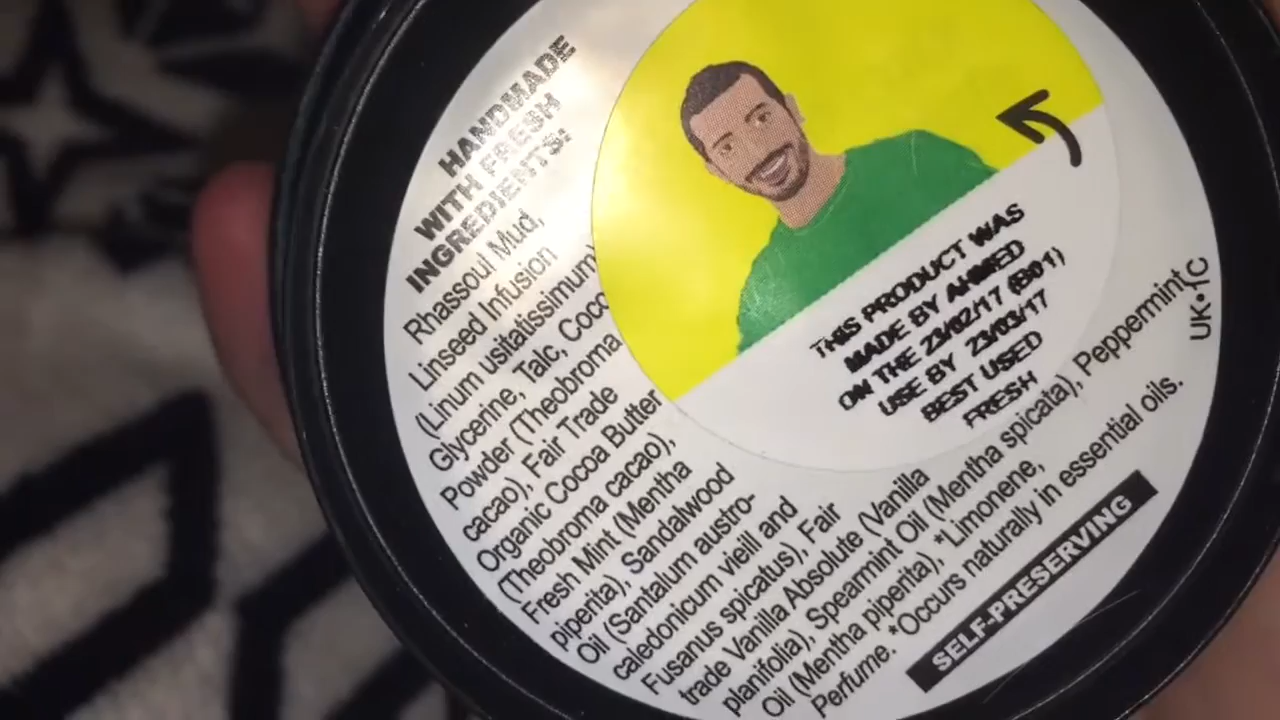 HANDMADE
WITH FRESH
INGREDIENTS:
Rhassoul Mud,
Linseed Infusion
(Linum usitatissimum)
Glycerine, Talc, Coco
Powder (Theobroma
cacao), Fair Trade
Organic Cocoa Butter
(Theobroma cacao),
Fresh Mint (Mentha
piperita), Sandalwood
Oil (Santalum austro-
caledonicum vieill and
Fusanus spicatus), Fair
trade Vanilla Absolute (Vanilla
planifolia), Spearmint Oil (Mentha spicata), Peppermint
Oil (Mentha piperita), *Limonene,
Perfume. *Occurs naturally in essential oils.
SELF-PRESERVING
THIS PRODUCT WAS
MADE BY AHMED
ON THE 23/02/17 (B01)
USE BY 23/03/17
BEST USED
FRESH
UK•1C